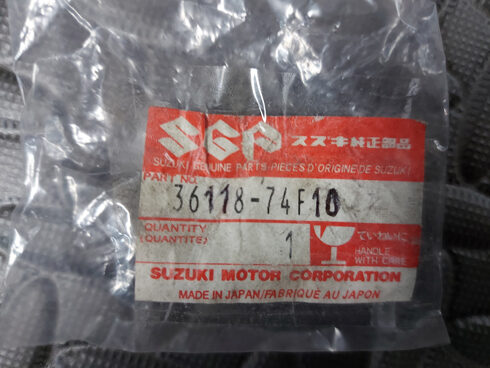 SGP スズキ純正部品
SUZUKI GENUINE PARTS/PIECES D'ORIGINE DE SUZUKI
PART NO.
36118-74F10
QUANTITY
(QUANTITE)
1
ていねいに
HANDLE
WITH CARE
SUZUKI MOTOR CORPORATION
MADE IN JAPAN/FABRIQUÉ AU JAPON